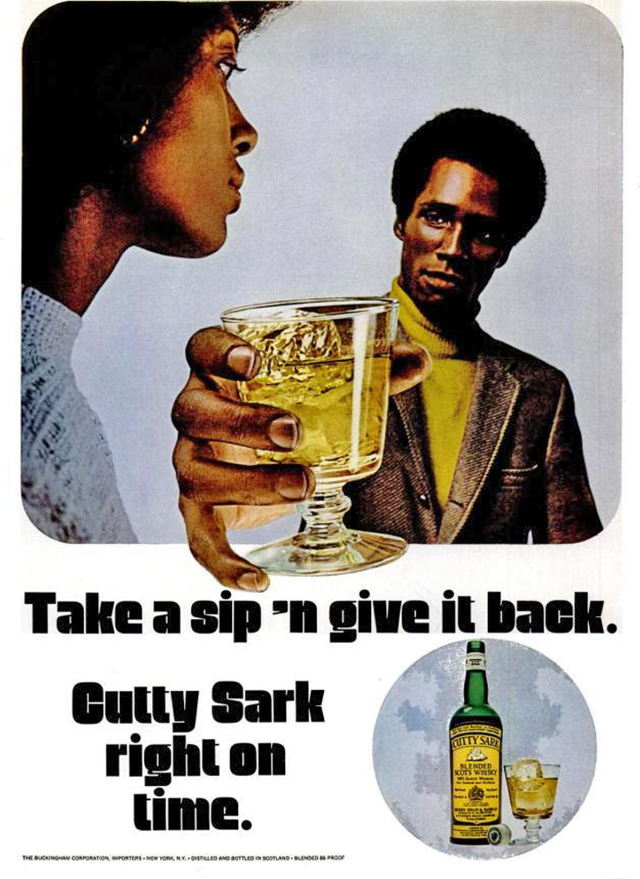 Take a sip 'n give it back.
Cutty Sark
right on
time.
CUTTY SARK
BLENDED
SCOTS WHISKY
THE BUCKINGHAM CORPORATION, IMPORTERS • NEW YORK, N.Y. • DISTILLED AND BOTTLED IN SCOTLAND • BLENDED 86 PROOF